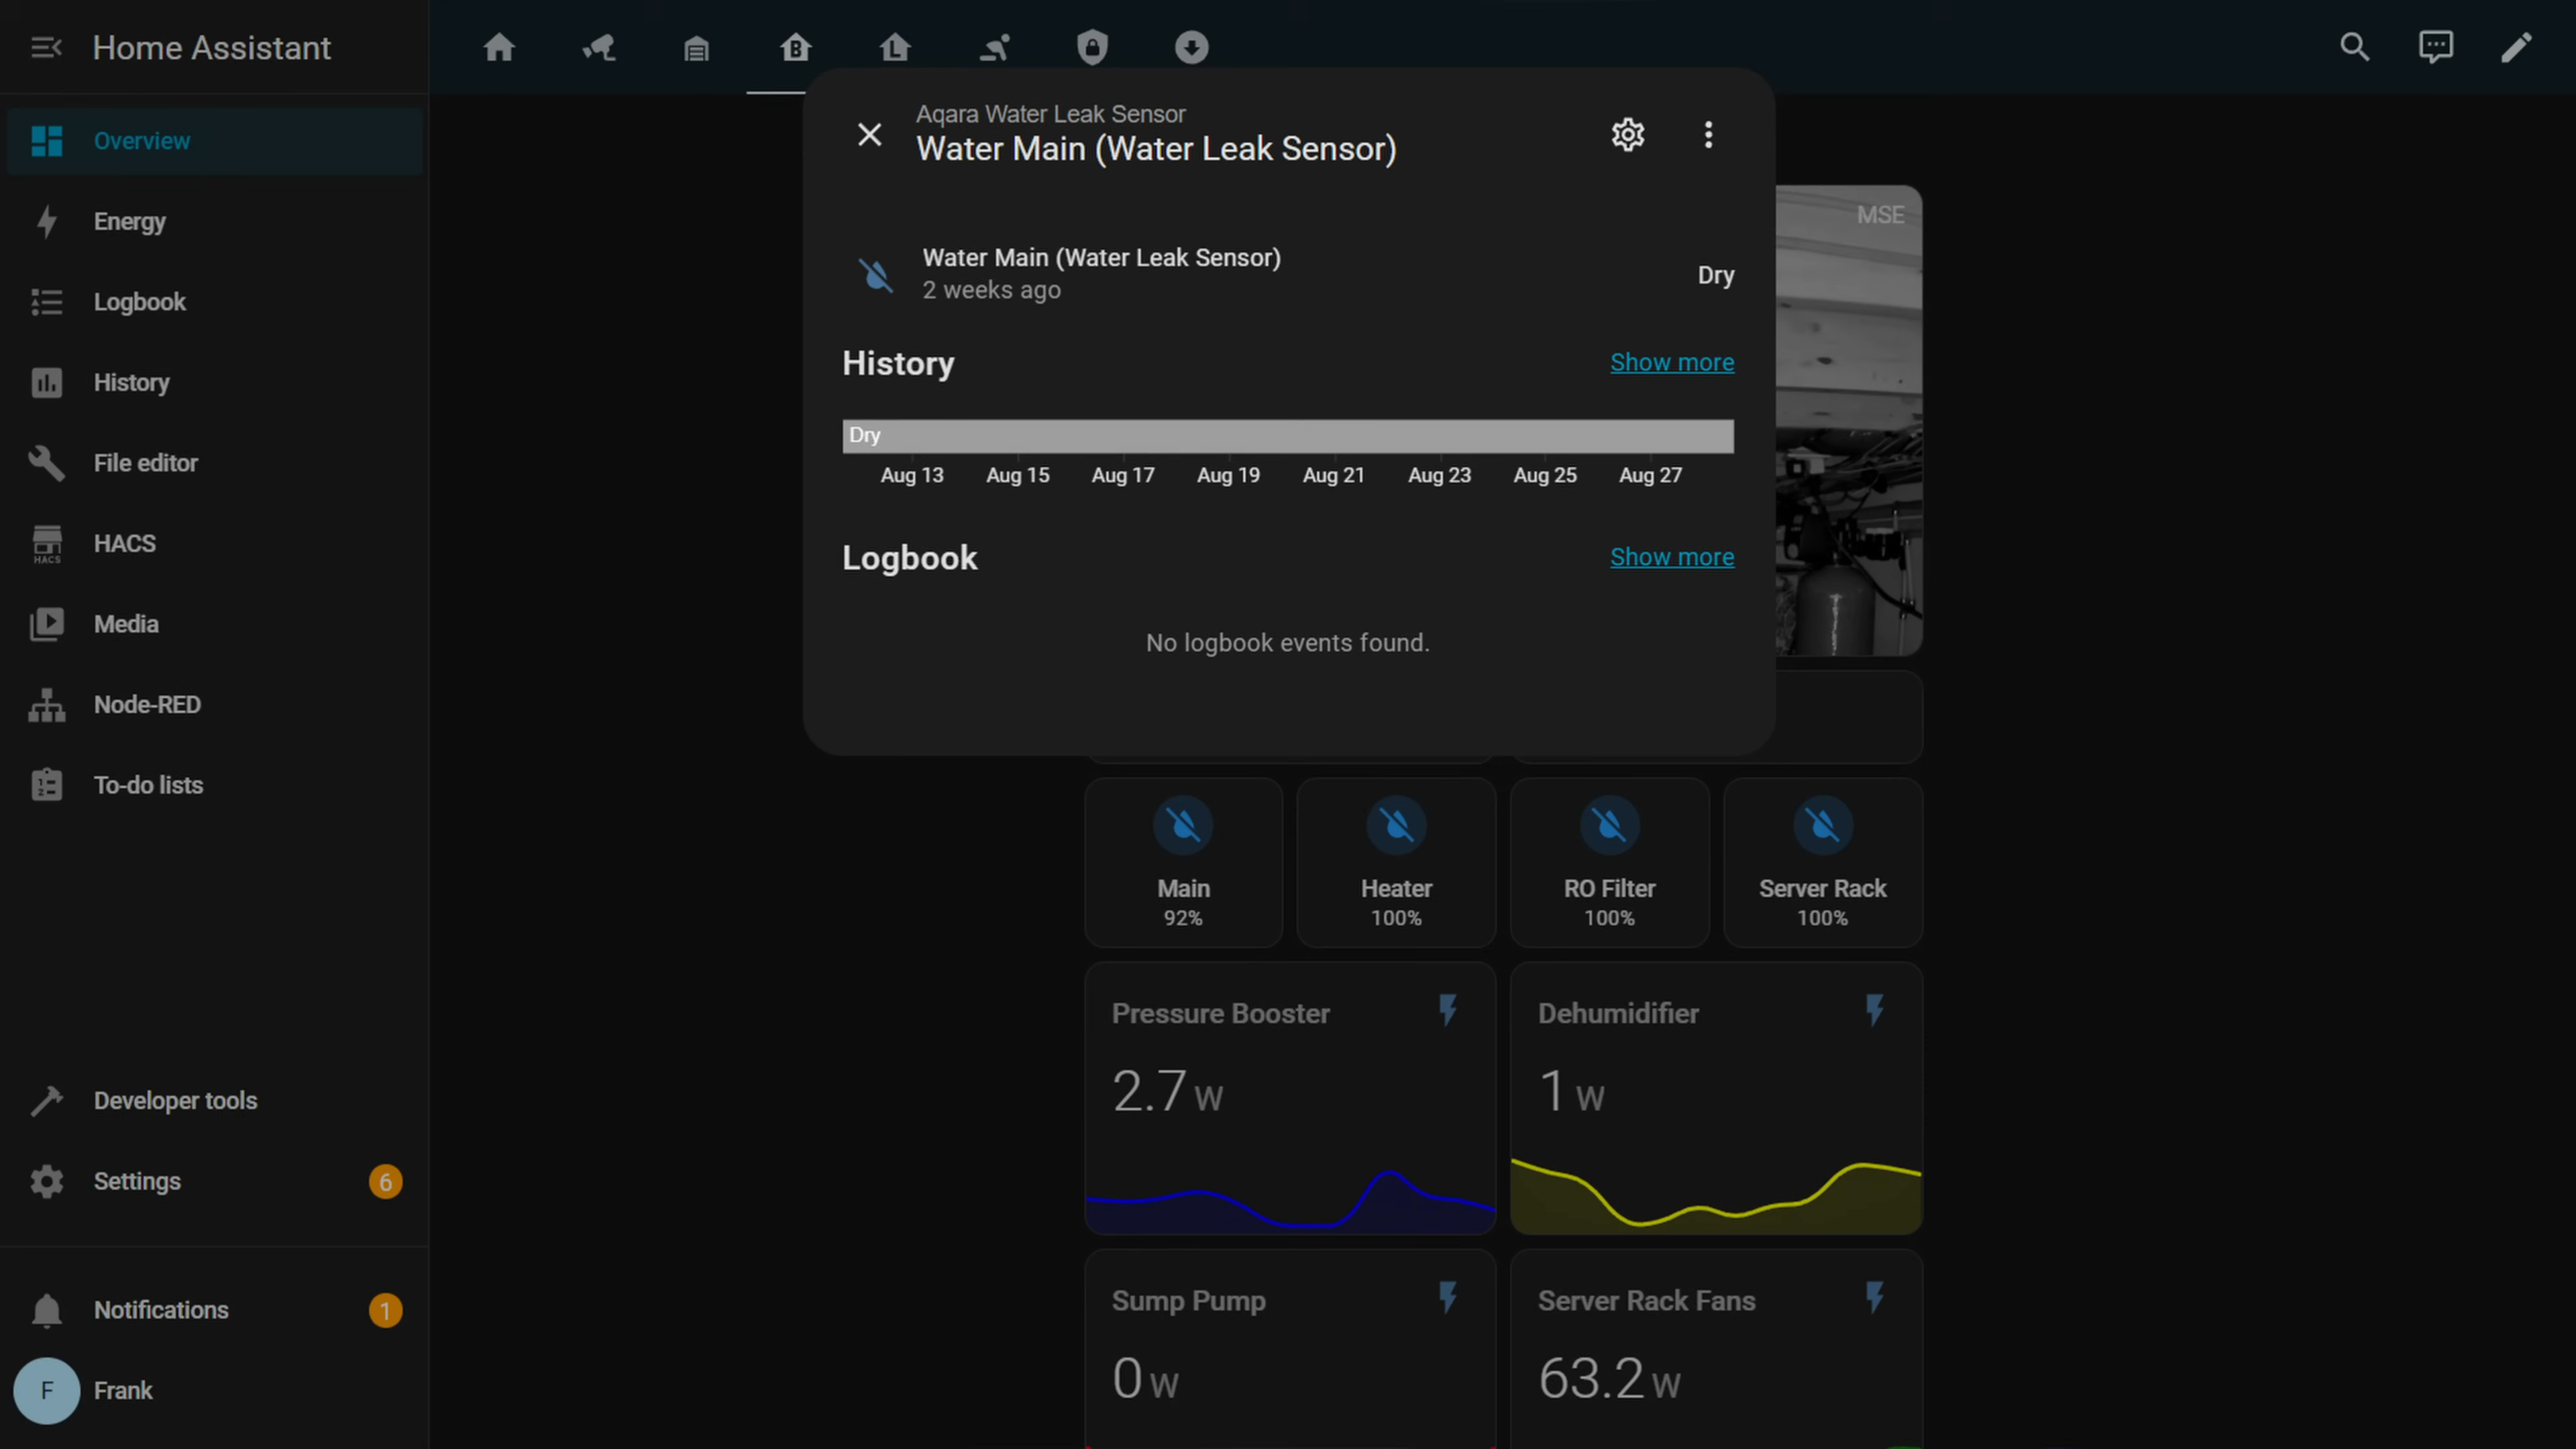 Home Assistant
Overview
Energy
Logbook
History
File editor
HACS
HACS
Media
Node-RED
To-do lists
Developer tools
Settings
6
Notifications
1
F
Frank
B
L
Aqara Water Leak Sensor
Water Main (Water Leak Sensor)
Water Main (Water Leak Sensor)
2 weeks ago
Dry
History
Show more
Dry
Aug 13 Aug 15 Aug 17 Aug 19 Aug 21 Aug 23 Aug 25 Aug 27
Logbook
Show more
No logbook events found.
MSE
Main
92%
Heater
100%
RO Filter
100%
Server Rack
100%
Pressure Booster
2.7 W
Dehumidifier
1 W
Sump Pump
0 W
Server Rack Fans
63.2 W